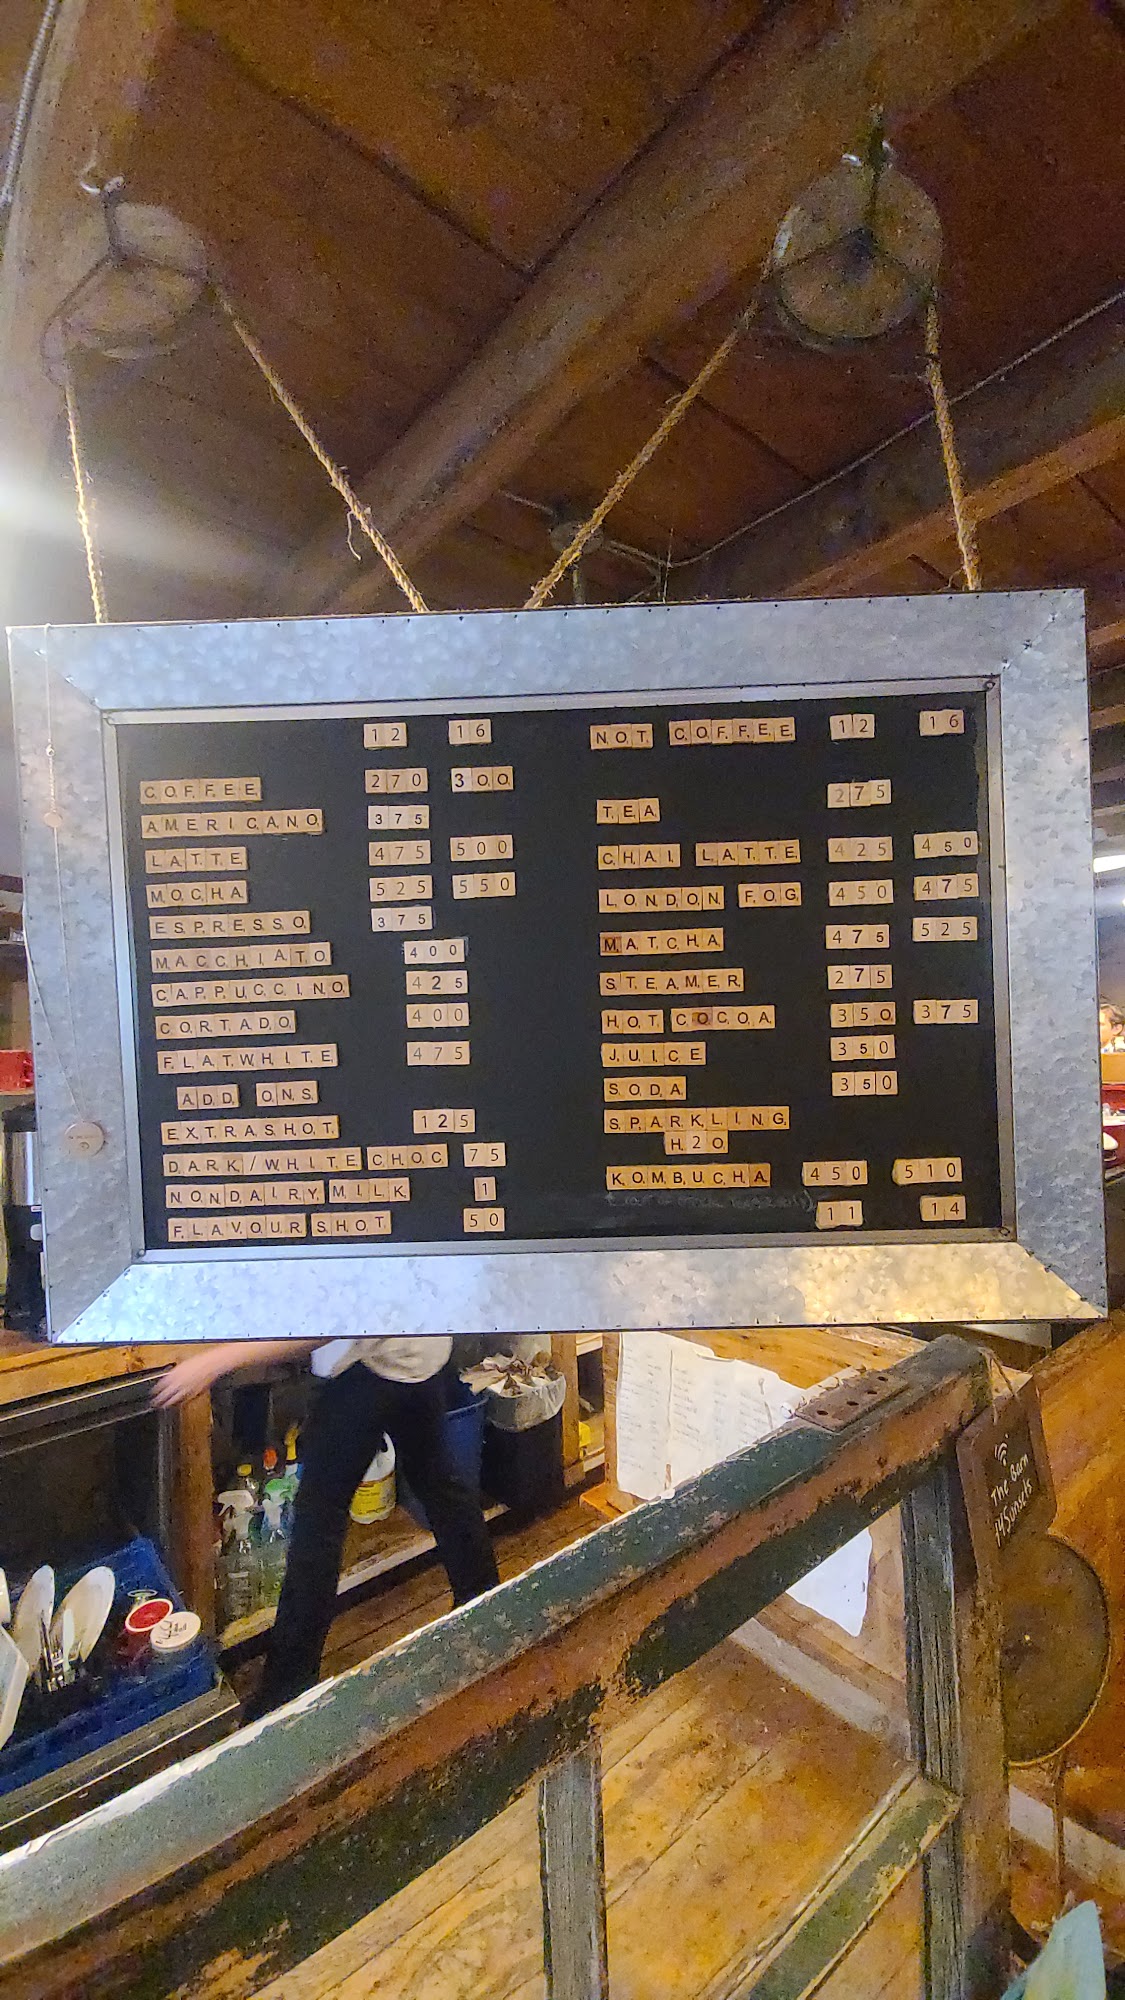 12 16
COFFEE 270 300
AMERICANO 375
LATTE 475 500
MOCHA 525 550
ESPRESSO 375
MACCHIATO 400
CAPPUCCINO 425
CORTADO 400
FLATWHITE 475
ADD ONS
EXTRASHOT 125
DARK/WHITE CHOC 75
NONDAIRY MILK 1
FLAVOUR SHOT 50
NOT COFFEE 12 16
TEA 275
CHAI LATTE 425 450
LONDON FOG 450 475
MATCHA 475 525
STEAMER 275
HOT COCOA 350 375
JUICE 350
SODA 350
SPARKLING
H2O
KOMBUCHA 450 510
11 14
The Barn
14Sunsets